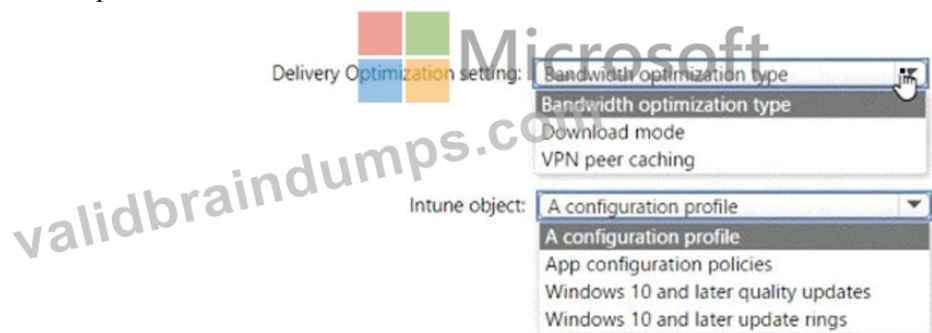 Microsoft
Delivery Optimization setting: Bandwidth optimization type
Bandwidth optimization type
Download mode
VPN peer caching
validbraindumps.com
Intune object: A configuration profile
A configuration profile
App configuration policies
Windows 10 and later quality updates
Windows 10 and later update rings